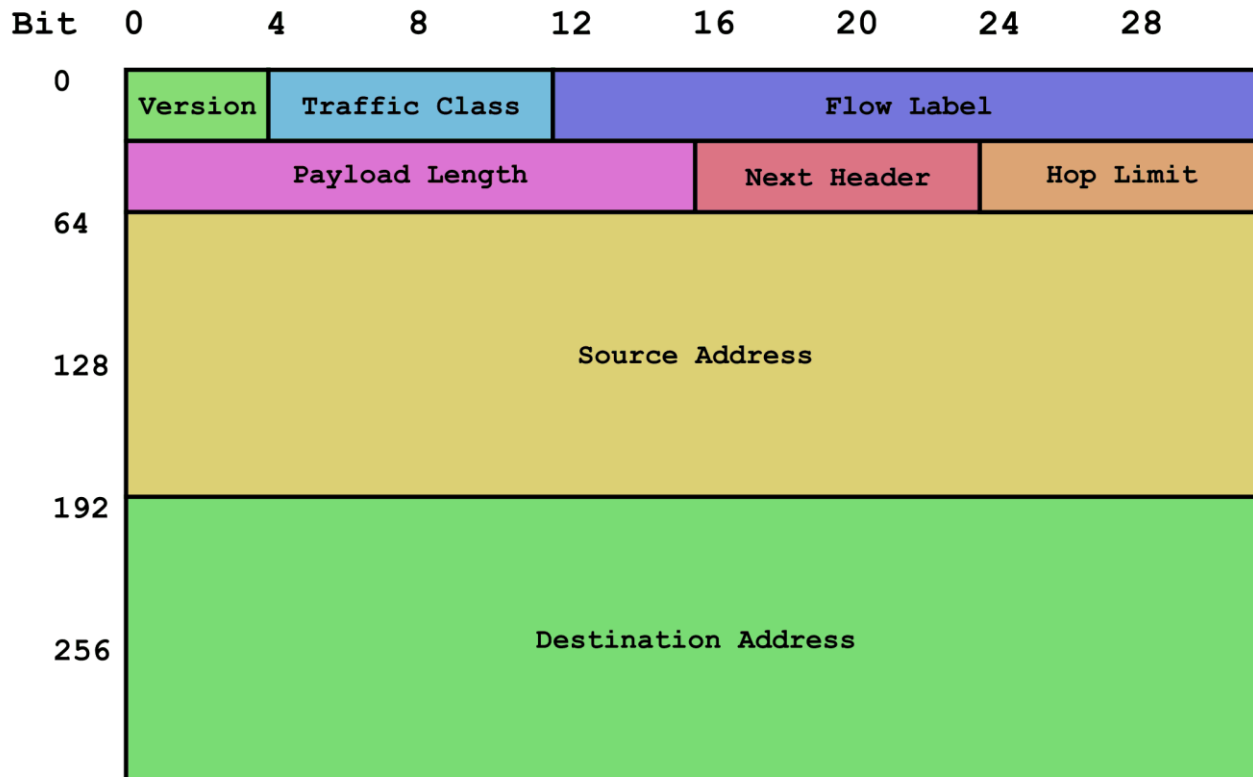 Bit 0 4 8 12 16 20 24 28
0 Version Traffic Class Flow Label
Payload Length Next Header Hop Limit
64
Source Address
128
192
Destination Address
256